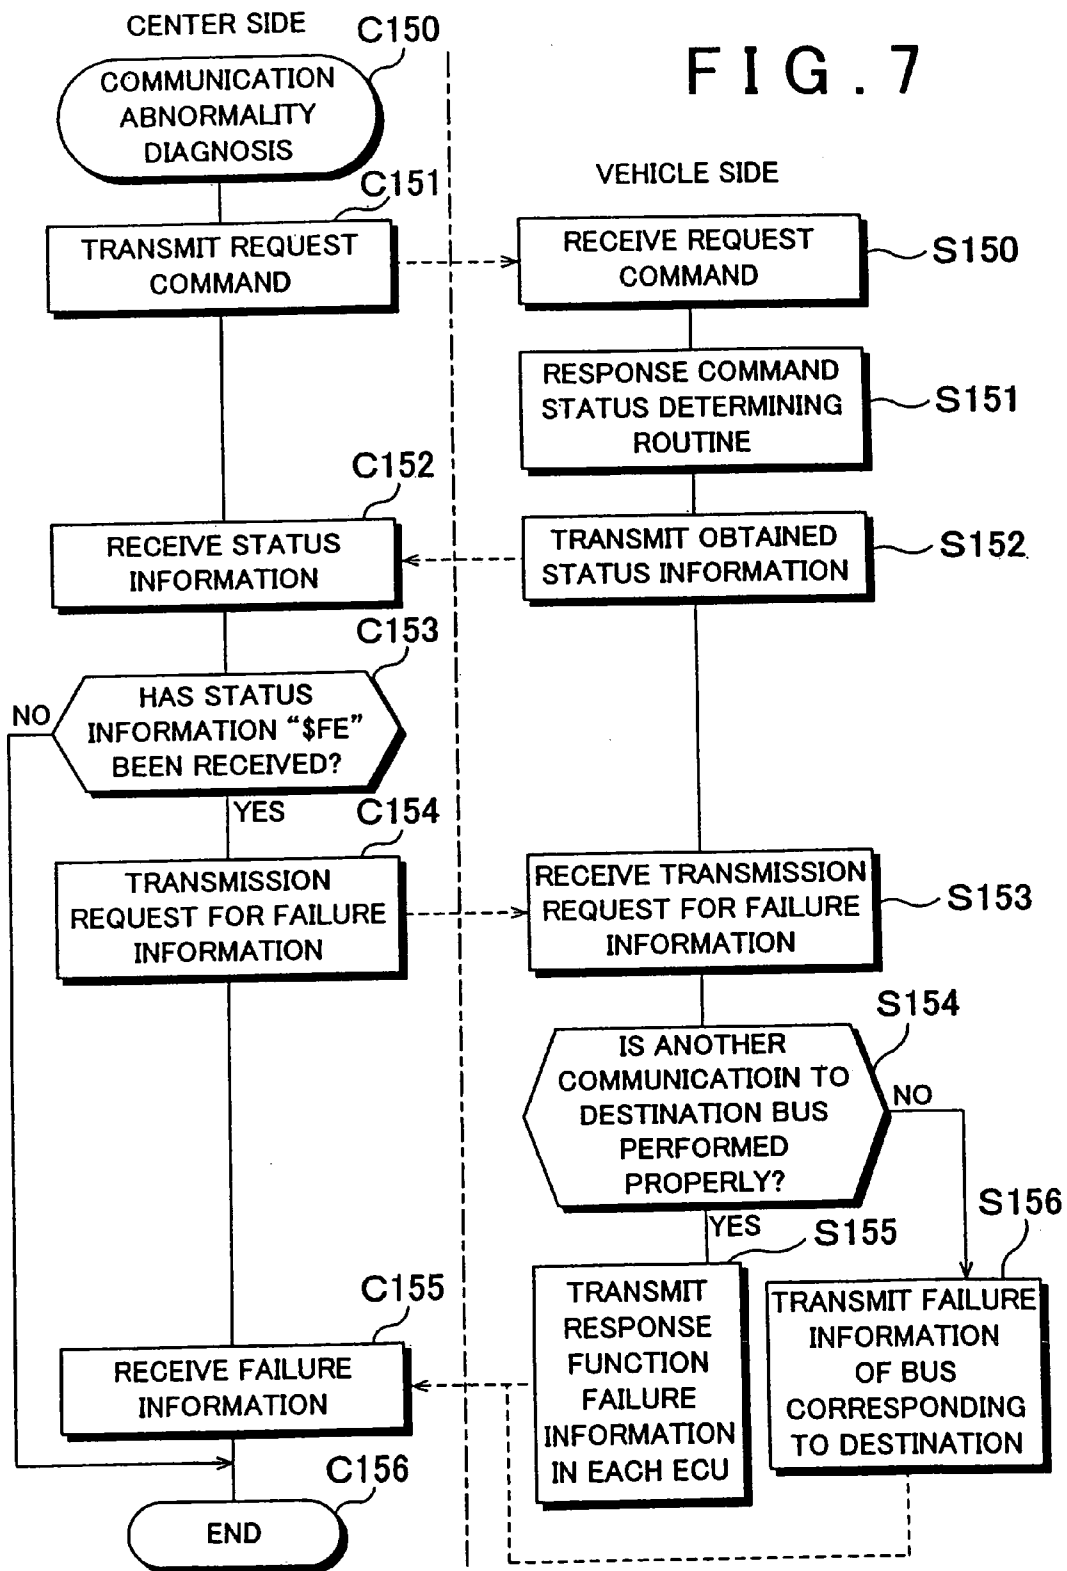 FIG.7
CENTER SIDE
C150
COMMUNICATION
ABNORMALITY
DIAGNOSIS
C151
TRANSMIT REQUEST
COMMAND
C152
RECEIVE STATUS
INFORMATION
C153
HAS STATUS
INFORMATION “$FE”
BEEN RECEIVED?
NO
YES
C154
TRANSMISSION
REQUEST FOR FAILURE
INFORMATION
C155
RECEIVE FAILURE
INFORMATION
C156
END
VEHICLE SIDE
RECEIVE REQUEST
COMMAND
S150
RESPONSE COMMAND
STATUS DETERMINING
ROUTINE
S151
TRANSMIT OBTAINED
STATUS INFORMATION
S152
RECEIVE TRANSMISSION
REQUEST FOR FAILURE
INFORMATION
S153
S154
IS ANOTHER
COMMUNICATIOIN TO
DESTINATION BUS
PERFORMED
PROPERLY?
NO
YES
S155
TRANSMIT
RESPONSE
FUNCTION
FAILURE
INFORMATION
IN EACH ECU
S156
TRANSMIT FAILURE
INFORMATION
OF BUS
CORRESPONDING
TO DESTINATION